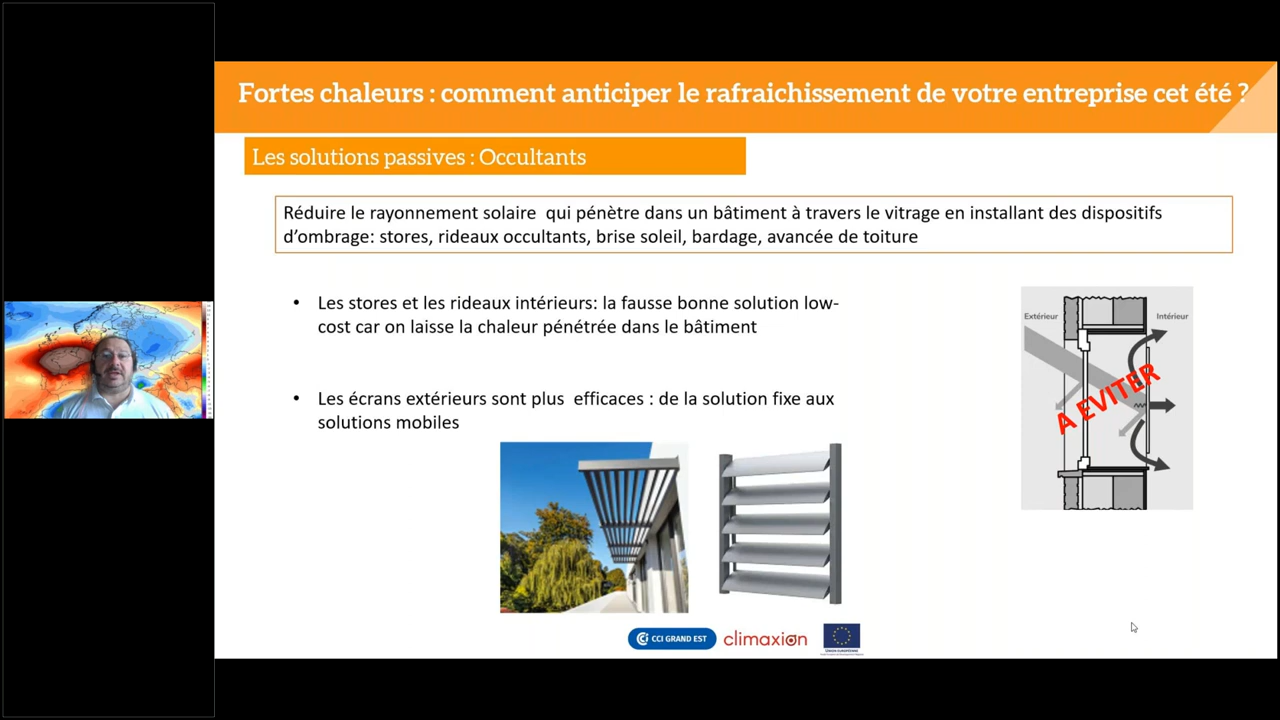 Fortes chaleurs : comment anticiper le rafraichissement de votre entreprise cet été ?
Les solutions passives : Occultants
Réduire le rayonnement solaire qui pénètre dans un bâtiment à travers le vitrage en installant des dispositifs
d’ombrage: stores, rideaux occultants, brise soleil, bardage, avancée de toiture
• Les stores et les rideaux intérieurs: la fausse bonne solution low-
cost car on laisse la chaleur pénétrée dans le bâtiment
• Les écrans extérieurs sont plus efficaces : de la solution fixe aux
solutions mobiles
Extérieur
Intérieur
A EVITER
CCI GRAND EST
climaxion
UNION EUROPÉENNE